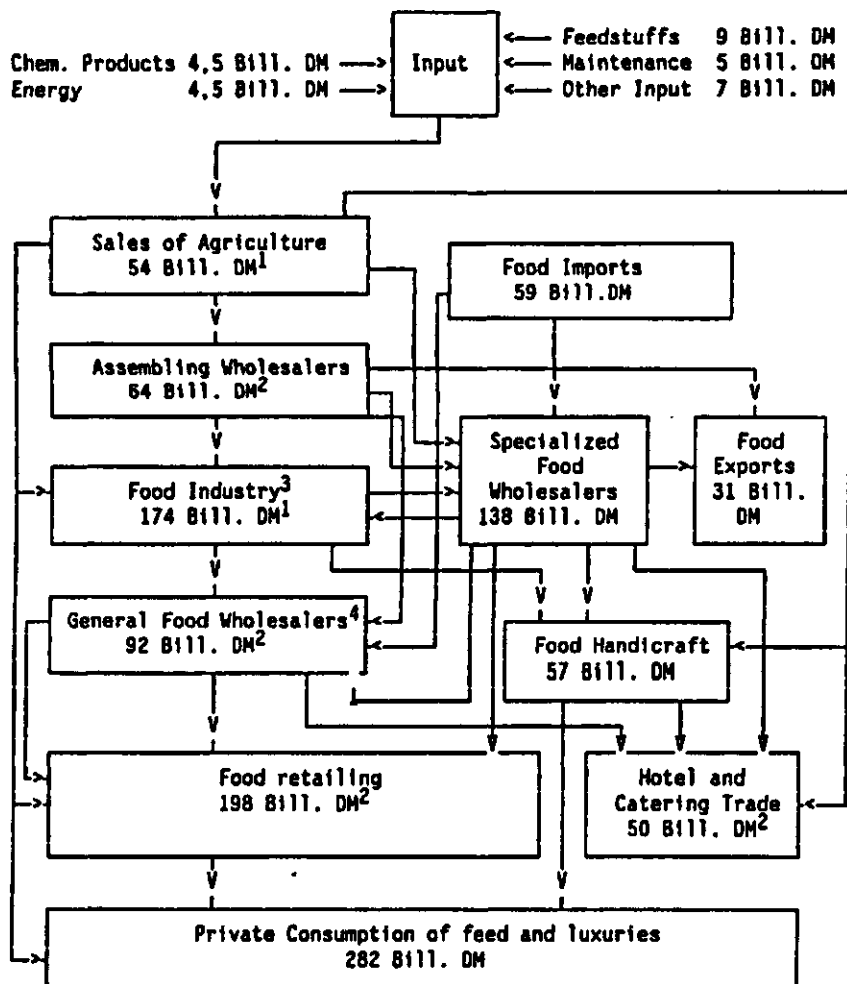 Chem. Products 4,5 Bill. DM
Energy 4,5 Bill. DM
Input
Feedstuffs 9 Bill. DM
Maintenance 5 Bill. DM
Other Input 7 Bill. DM
Sales of Agriculture
54 Bill. DM1
Food Imports
59 Bill.DM
Assembling Wholesalers
64 Bill. DM2
Specialized
Food
Wholesalers
138 Bill. DM
Food
Exports
31 Bill.
DM
Food Industry3
174 Bill. DM1
General Food Wholesalers4
92 Bill. DM2
Food Handicraft
57 Bill. DM
Food retailing
198 Bill. DM2
Hotel and
Catering Trade
50 Bill. DM2
Private Consumption of feed and luxuries
282 Bill. DM